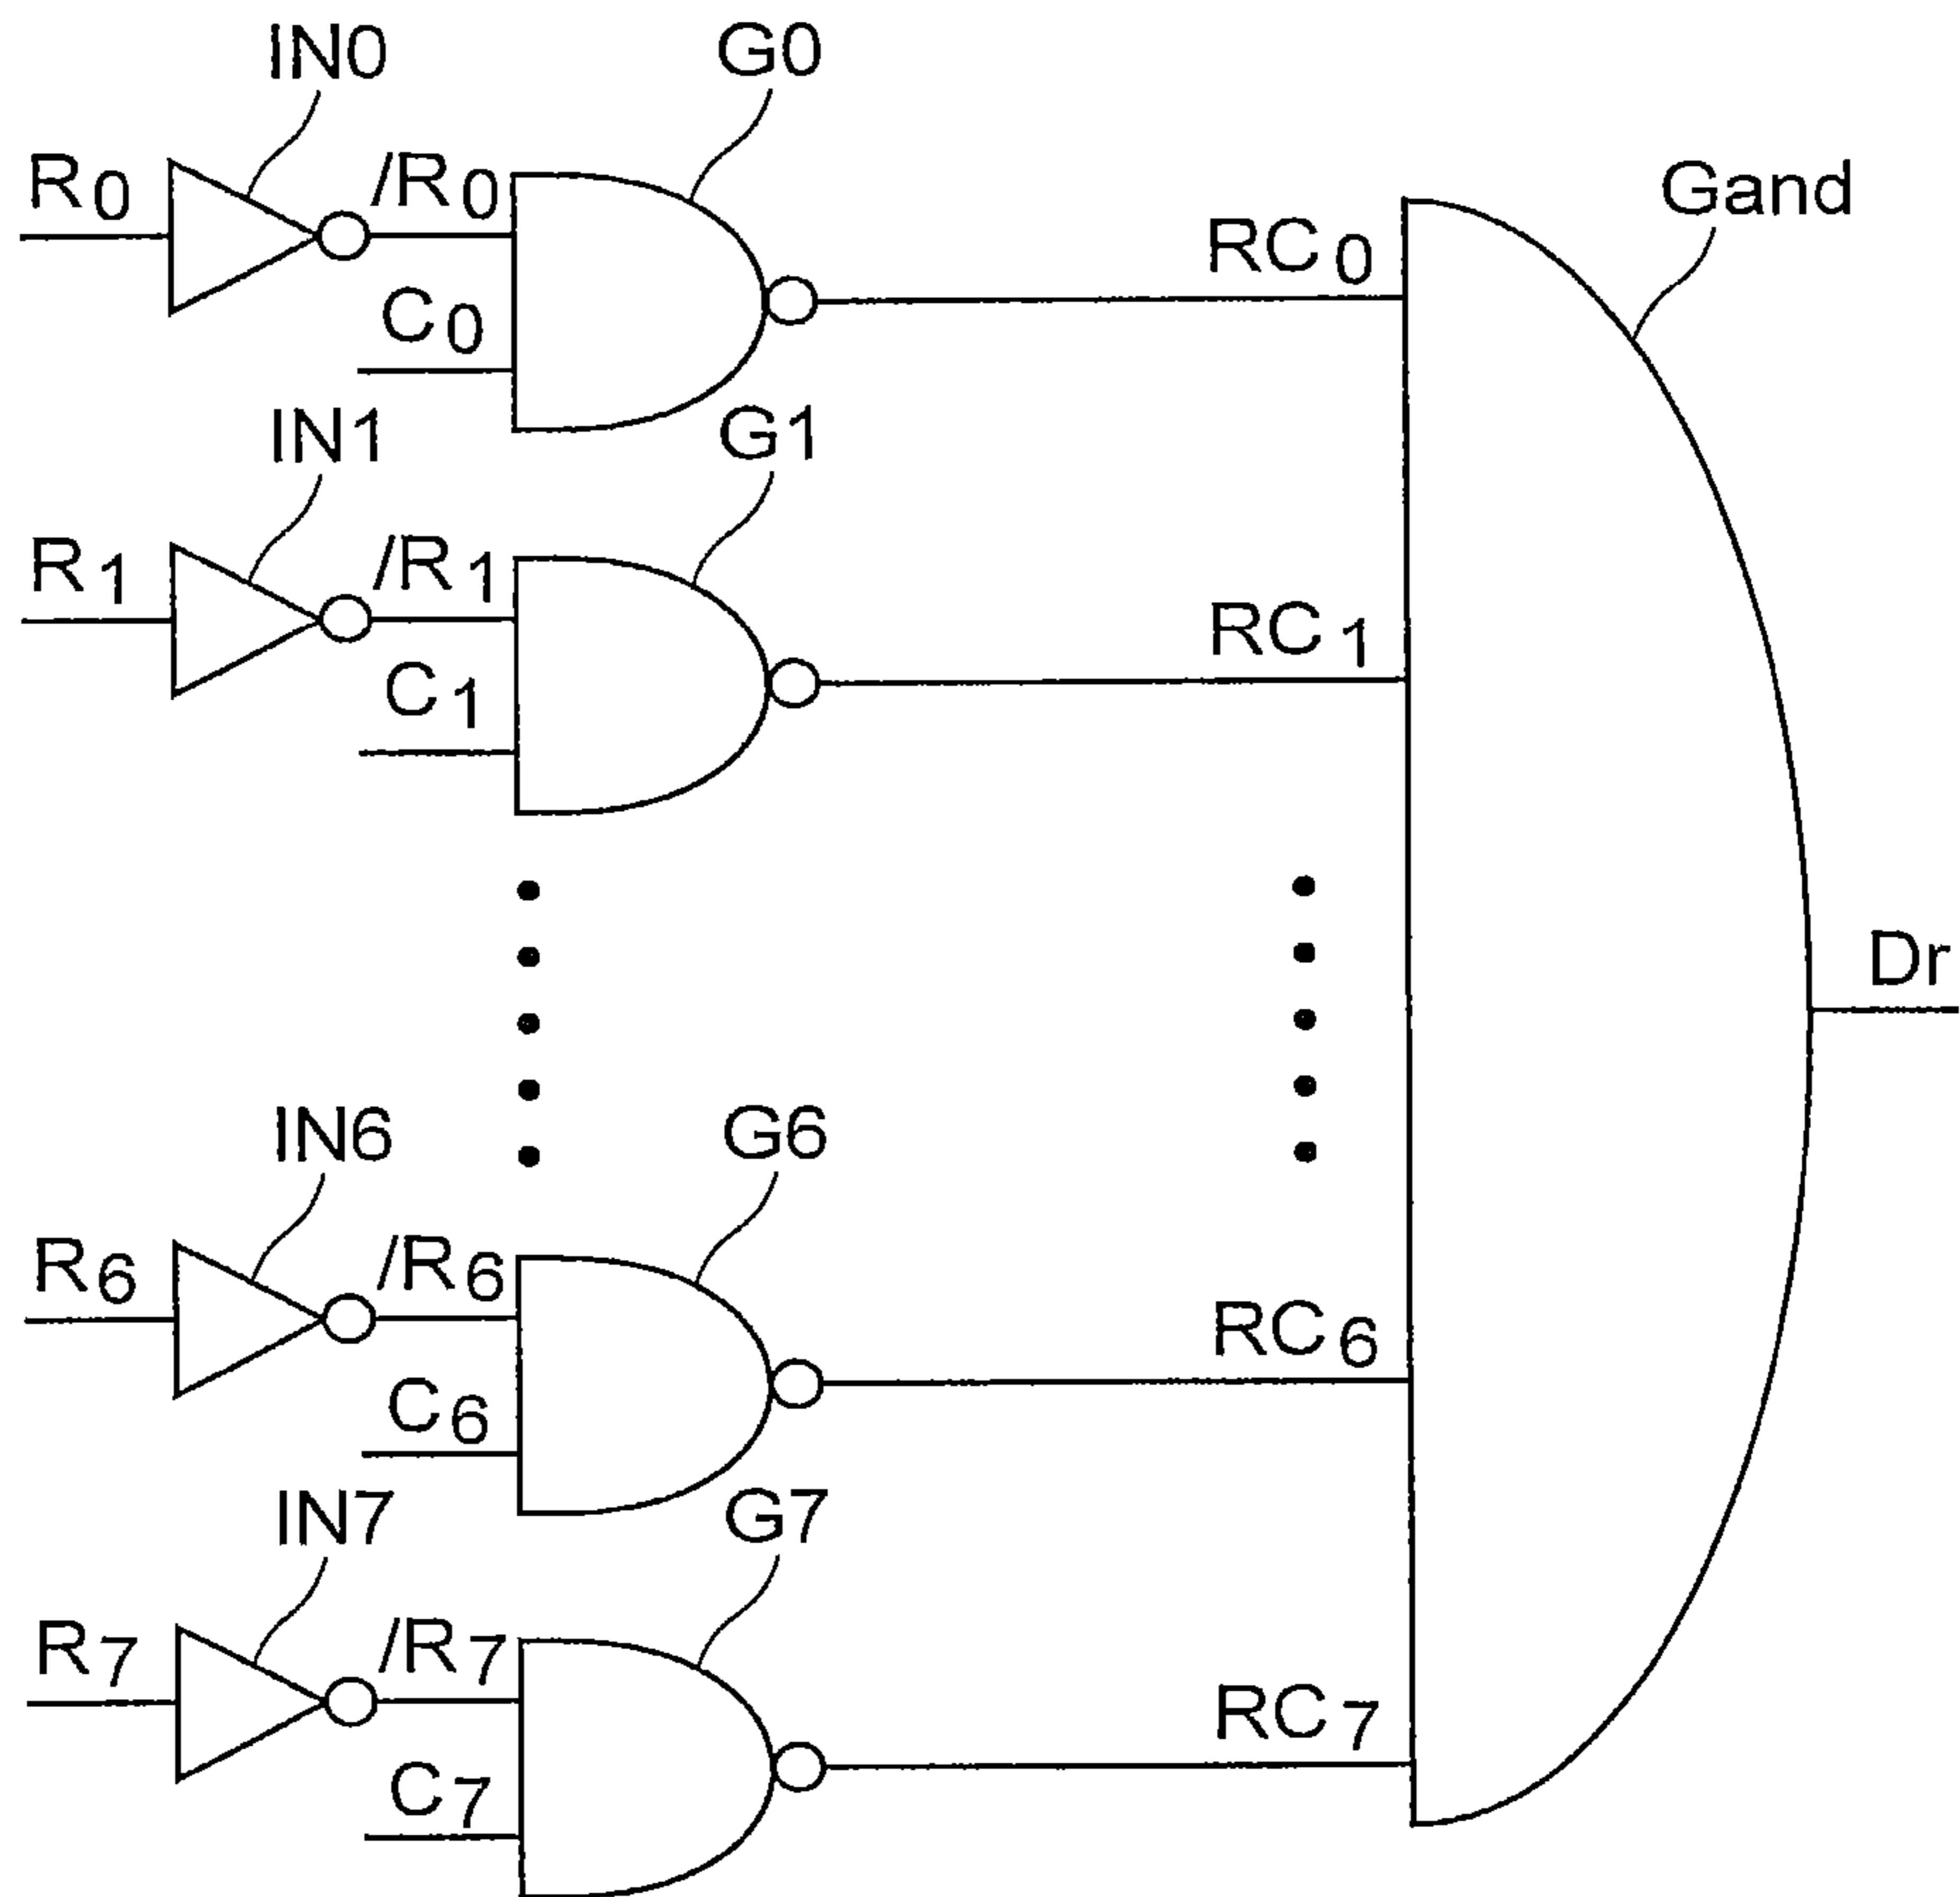 IN0
G0
R0
/R0
Gand
RC0
C0
IN1
G1
R1
/R1
RC1
C1
Dr
IN6
G6
R6
/R6
RC6
C6
IN7
G7
R7
/R7
RC7
C7